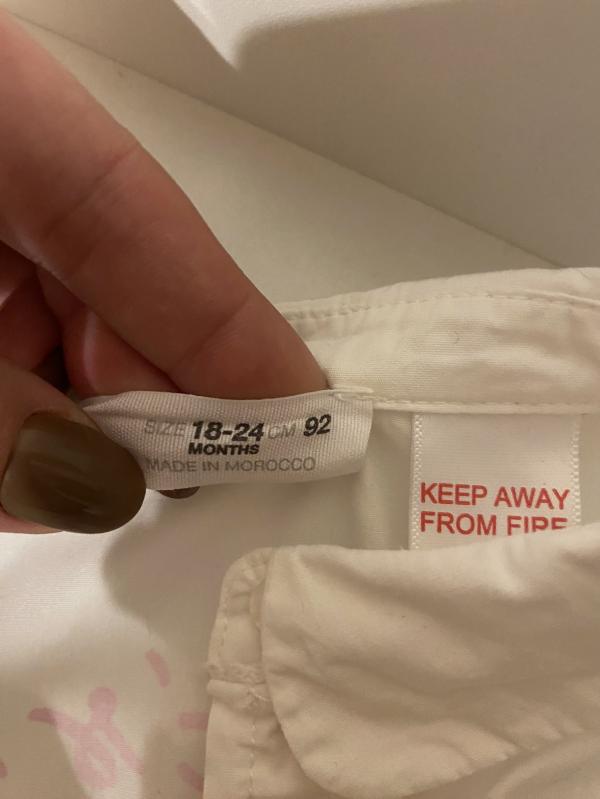 SIZE 18-24 CM 92
MONTHS
MADE IN MOROCCO
KEEP AWAY
FROM FIRE